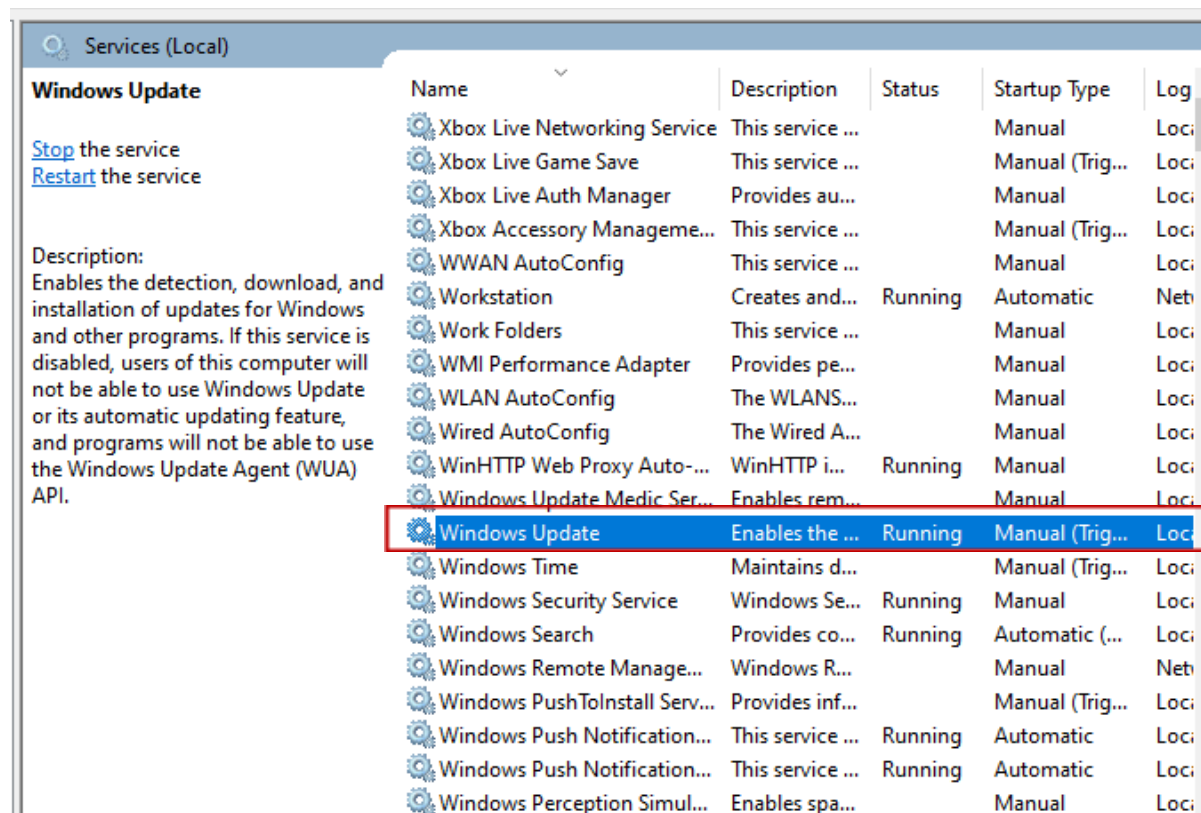 Services (Local)
Windows Update
Stop the service
Restart the service
Description:
Enables the detection, download, and
installation of updates for Windows
and other programs. If this service is
disabled, users of this computer will
not be able to use Windows Update
or its automatic updating feature,
and programs will not be able to use
the Windows Update Agent (WUA)
API.
Name Description Status Startup Type Log
Xbox Live Networking Service This service ... Manual Loca
Xbox Live Game Save This service ... Manual (Trig... Loca
Xbox Live Auth Manager Provides au... Manual Loca
Xbox Accessory Manageme... This service ... Manual (Trig... Loca
WWAN AutoConfig This service ... Manual Loca
Workstation Creates and... Running Automatic Netw
Work Folders This service ... Manual Loca
WMI Performance Adapter Provides pe... Manual Loca
WLAN AutoConfig The WLANS... Manual Loca
Wired AutoConfig The Wired A... Manual Loca
WinHTTP Web Proxy Auto-... WinHTTP i... Running Manual Loca
Windows Update Medic Ser... Enables rem... Manual Loca
Windows Update Enables the ... Running Manual (Trig... Loca
Windows Time Maintains d... Manual (Trig... Loca
Windows Security Service Windows Se... Running Manual Loca
Windows Search Provides co... Running Automatic (... Loca
Windows Remote Manage... Windows R... Manual Netw
Windows PushToInstall Serv... Provides inf... Manual (Trig... Loca
Windows Push Notification... This service ... Running Automatic Loca
Windows Push Notification... This service ... Running Automatic Loca
Windows Perception Simul... Enables spa... Manual Loca